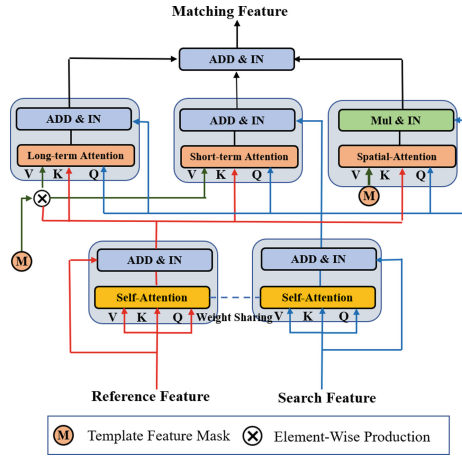 Matching Feature
ADD & IN
ADD & IN
ADD & IN
Mul & IN
Long-term Attention
Short-term Attention
Spatial-Attention
V K Q
V K Q
V K Q
M
M
ADD & IN
ADD & IN
Self-Attention
Self-Attention
V K Q
Weight Sharing
V K Q
Reference Feature
Search Feature
M Template Feature Mask
Element-Wise Production